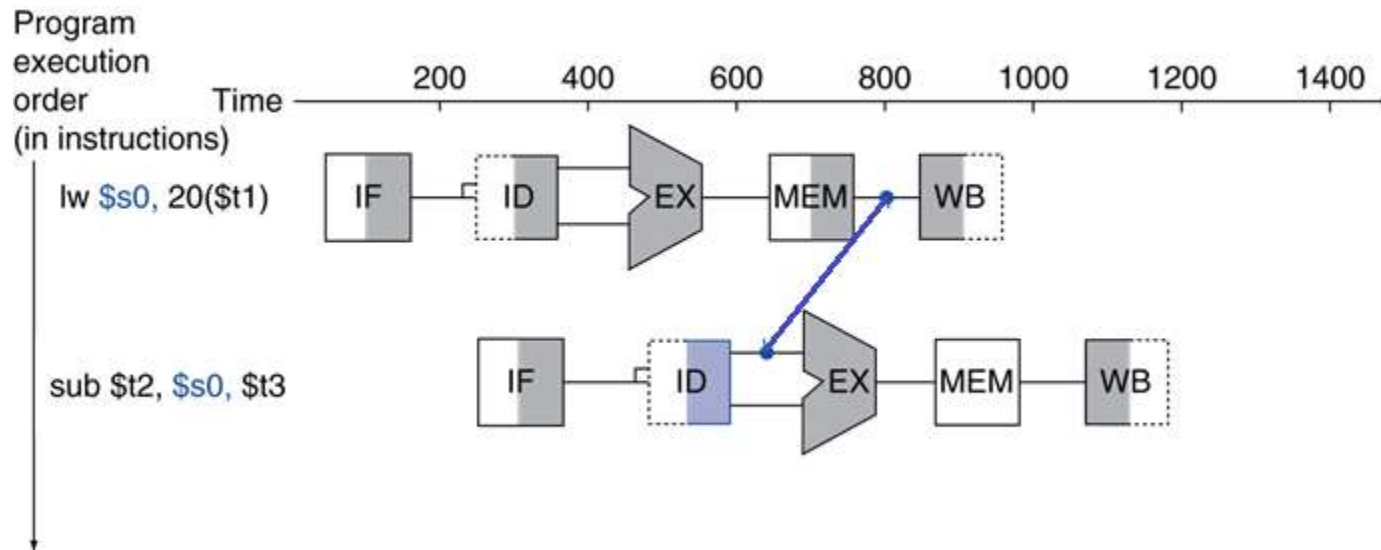 Program
execution
order
(in instructions)
Time
200 400 600 800 1000 1200 1400
lw $s0, 20($t1)
IF ID EX MEM WB
sub $t2, $s0, $t3
IF ID EX MEM WB